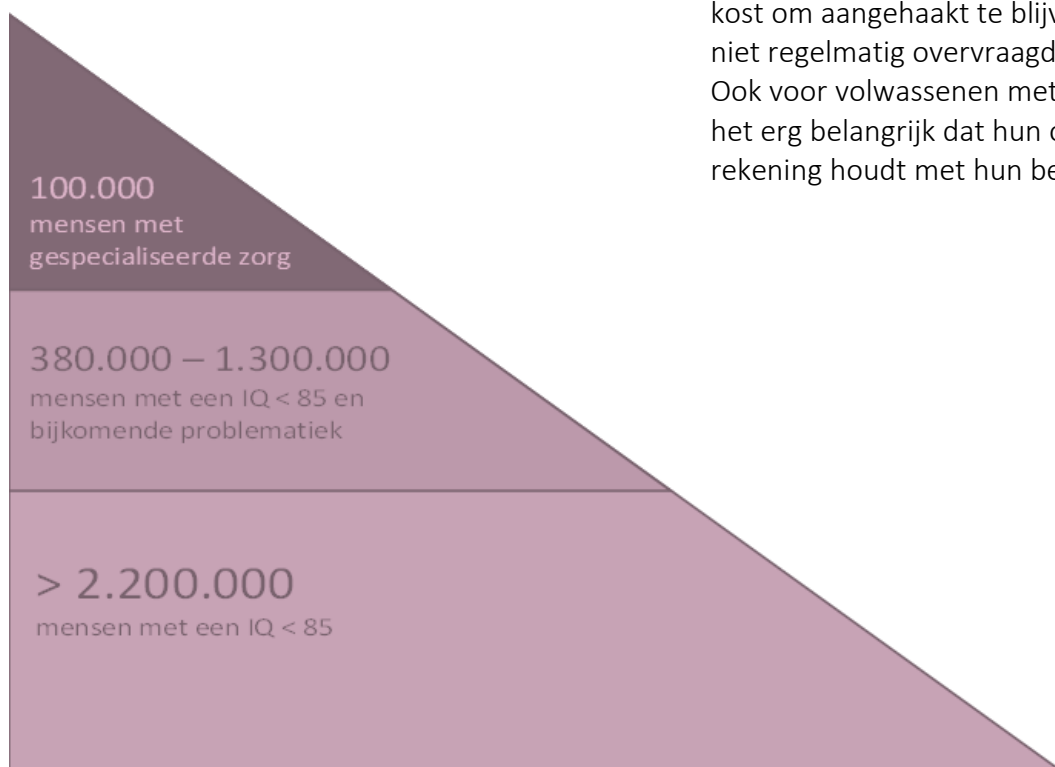 kost om aangehaakt te
niet regelmatig overvraagd
Ook voor volwassenen met
het erg belangrijk dat hun
rekening houdt met hun
100.000
mensen met
gespecialiseerde zorg
380.000 – 1.300.000
mensen met een IQ < 85 en
bijkomende problematiek
> 2.200.000
mensen met een IQ < 85